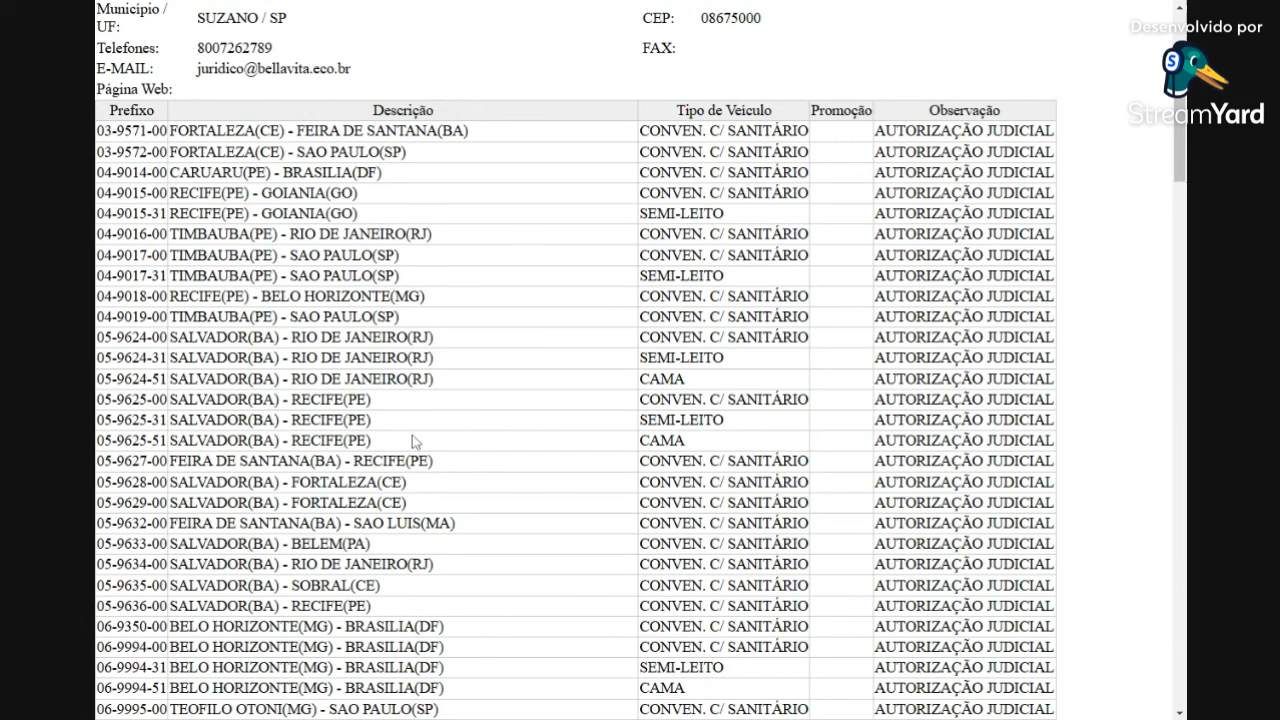 Município / UF: SUZANO / SP CEP: 08675000
Telefones: 8007262789 FAX:
E-MAIL: juridico@bellavita.eco.br
Página Web:
Prefixo Descrição Tipo de Veículo Promoção Observação
03-9571-00 FORTALEZA(CE) - FEIRA DE SANTANA(BA) CONVEN. C/ SANITÁRIO AUTORIZAÇÃO JUDICIAL
03-9572-00 FORTALEZA(CE) - SAO PAULO(SP) CONVEN. C/ SANITÁRIO AUTORIZAÇÃO JUDICIAL
04-9014-00 CARUARU(PE) - BRASILIA(DF) CONVEN. C/ SANITÁRIO AUTORIZAÇÃO JUDICIAL
04-9015-00 RECIFE(PE) - GOIANIA(GO) CONVEN. C/ SANITÁRIO AUTORIZAÇÃO JUDICIAL
04-9015-31 RECIFE(PE) - GOIANIA(GO) SEMI-LEITO AUTORIZAÇÃO JUDICIAL
04-9016-00 TIMBAUBA(PE) - RIO DE JANEIRO(RJ) CONVEN. C/ SANITÁRIO AUTORIZAÇÃO JUDICIAL
04-9017-00 TIMBAUBA(PE) - SAO PAULO(SP) CONVEN. C/ SANITÁRIO AUTORIZAÇÃO JUDICIAL
04-9017-31 TIMBAUBA(PE) - SAO PAULO(SP) SEMI-LEITO AUTORIZAÇÃO JUDICIAL
04-9018-00 RECIFE(PE) - BELO HORIZONTE(MG) CONVEN. C/ SANITÁRIO AUTORIZAÇÃO JUDICIAL
04-9019-00 TIMBAUBA(PE) - SAO PAULO(SP) CONVEN. C/ SANITÁRIO AUTORIZAÇÃO JUDICIAL
05-9624-00 SALVADOR(BA) - RIO DE JANEIRO(RJ) CONVEN. C/ SANITÁRIO AUTORIZAÇÃO JUDICIAL
05-9624-31 SALVADOR(BA) - RIO DE JANEIRO(RJ) SEMI-LEITO AUTORIZAÇÃO JUDICIAL
05-9624-51 SALVADOR(BA) - RIO DE JANEIRO(RJ) CAMA AUTORIZAÇÃO JUDICIAL
05-9625-00 SALVADOR(BA) - RECIFE(PE) CONVEN. C/ SANITÁRIO AUTORIZAÇÃO JUDICIAL
05-9625-31 SALVADOR(BA) - RECIFE(PE) SEMI-LEITO AUTORIZAÇÃO JUDICIAL
05-9625-51 SALVADOR(BA) - RECIFE(PE) CAMA AUTORIZAÇÃO JUDICIAL
05-9627-00 FEIRA DE SANTANA(BA) - RECIFE(PE) CONVEN. C/ SANITÁRIO AUTORIZAÇÃO JUDICIAL
05-9628-00 SALVADOR(BA) - FORTALEZA(CE) CONVEN. C/ SANITÁRIO AUTORIZAÇÃO JUDICIAL
05-9629-00 SALVADOR(BA) - FORTALEZA(CE) CONVEN. C/ SANITÁRIO AUTORIZAÇÃO JUDICIAL
05-9632-00 FEIRA DE SANTANA(BA) - SAO LUIS(MA) CONVEN. C/ SANITÁRIO AUTORIZAÇÃO JUDICIAL
05-9633-00 SALVADOR(BA) - BELEM(PA) CONVEN. C/ SANITÁRIO AUTORIZAÇÃO JUDICIAL
05-9634-00 SALVADOR(BA) - RIO DE JANEIRO(RJ) CONVEN. C/ SANITÁRIO AUTORIZAÇÃO JUDICIAL
05-9635-00 SALVADOR(BA) - SOBRAL(CE) CONVEN. C/ SANITÁRIO AUTORIZAÇÃO JUDICIAL
05-9636-00 SALVADOR(BA) - RECIFE(PE) CONVEN. C/ SANITÁRIO AUTORIZAÇÃO JUDICIAL
06-9350-00 BELO HORIZONTE(MG) - BRASILIA(DF) CONVEN. C/ SANITÁRIO AUTORIZAÇÃO JUDICIAL
06-9994-00 BELO HORIZONTE(MG) - BRASILIA(DF) CONVEN. C/ SANITÁRIO AUTORIZAÇÃO JUDICIAL
06-9994-31 BELO HORIZONTE(MG) - BRASILIA(DF) SEMI-LEITO AUTORIZAÇÃO JUDICIAL
06-9994-51 BELO HORIZONTE(MG) - BRASILIA(DF) CAMA AUTORIZAÇÃO JUDICIAL
06-9995-00 TEOFILO OTONI(MG) - SAO PAULO(SP) CONVEN. C/ SANITÁRIO AUTORIZAÇÃO JUDICIAL
Desenvolvido por
S
StreamYard